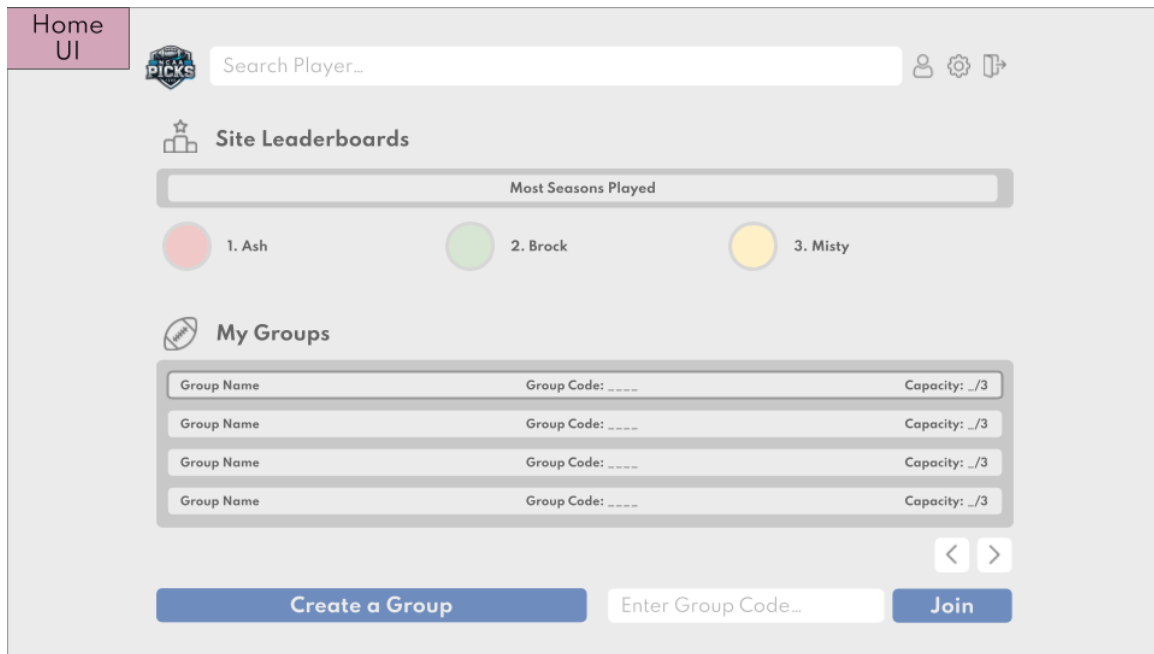 Home
UI
NCAA
PICKS
Search Player...
Site Leaderboards
Most Seasons Played
1. Ash
2. Brock
3. Misty
My Groups
Group Name Group Code: ____ Capacity: _/3
Group Name Group Code: ____ Capacity: _/3
Group Name Group Code: ____ Capacity: _/3
Group Name Group Code: ____ Capacity: _/3
< >
Create a Group
Enter Group Code...
Join